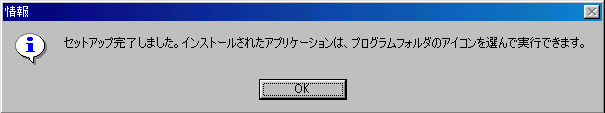 情報
セットアップ完了しました。インストールされたアプリケーションは、プログラムフォルダのアイコンを選んで実行できます。
OK